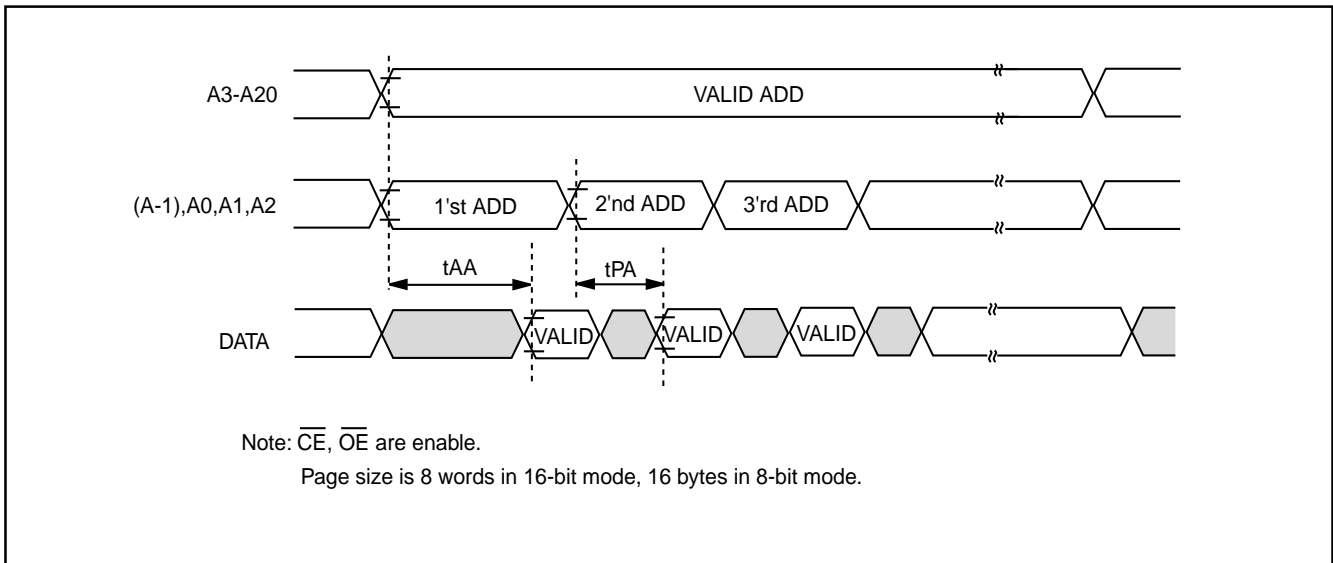 A3-A20
VALID ADD
(A-1),A0,A1,A2
1'st ADD
2'nd ADD
3'rd ADD
tAA
tPA
DATA
VALID
VALID
VALID
Note: C̅E̅, O̅E̅ are enable.
Page size is 8 words in 16-bit mode, 16 bytes in 8-bit mode.